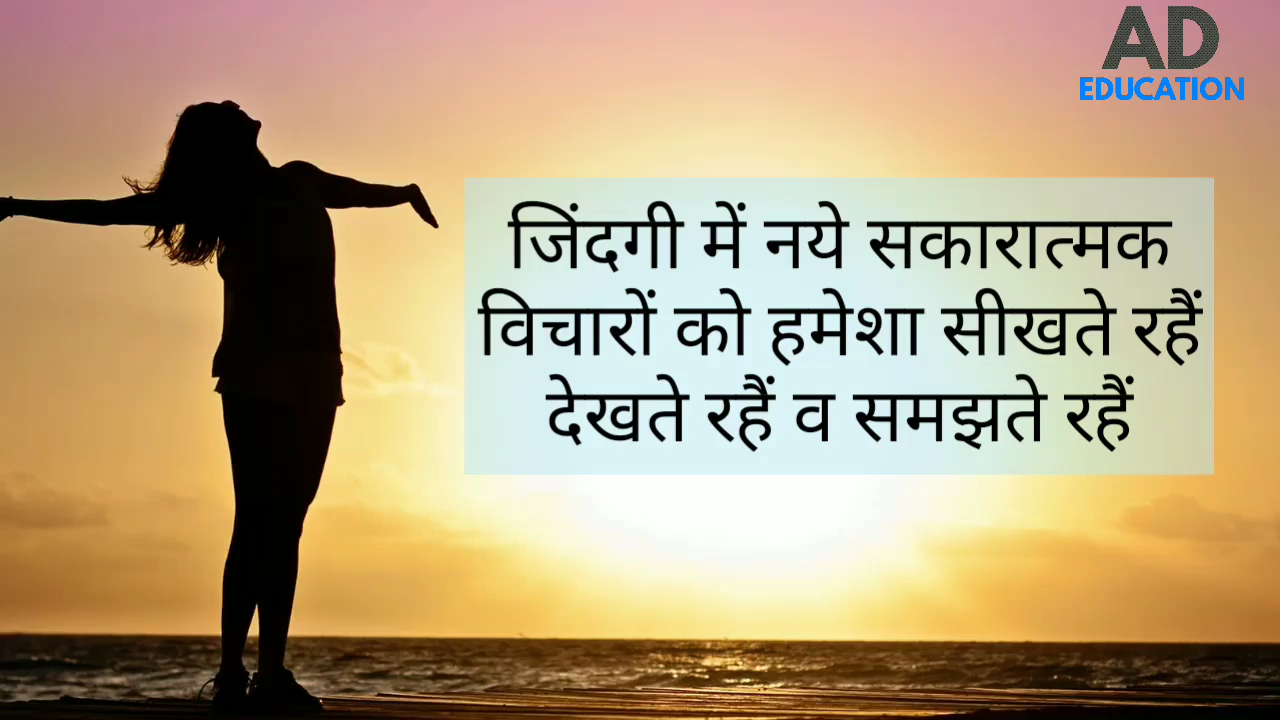 AD
EDUCATION
जिंदगी में नये सकारात्मक
विचारों को हमेशा सीखते रहैं
देखते रहैं व समझते रहैं